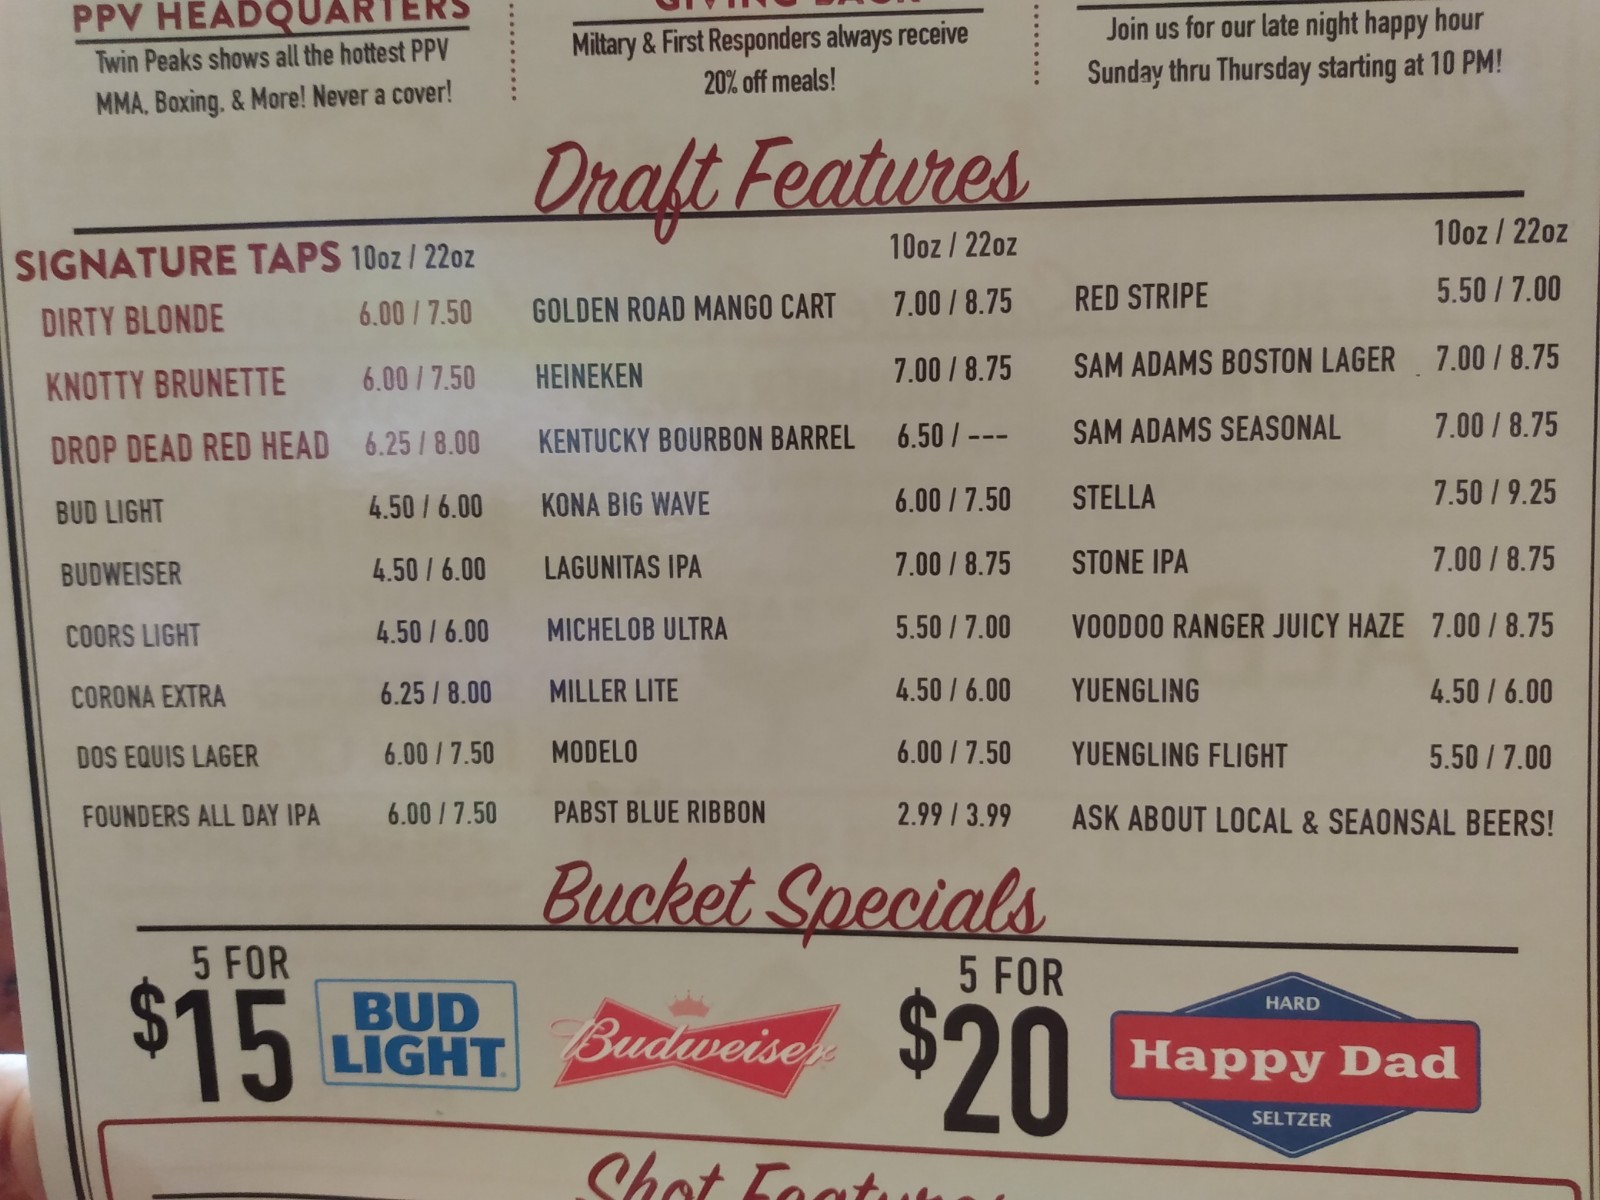 PPV HEADQUARTERS
Twin Peaks shows all the hottest PPV
MMA, Boxing, & More! Never a cover!
GIVING BACK
Miltary & First Responders always receive
20% off meals!
Join us for our late night happy hour
Sunday thru Thursday starting at 10 PM!
Draft Features
SIGNATURE TAPS 10oz / 22oz
DIRTY BLONDE 6.00 / 7.50
KNOTTY BRUNETTE 6.00 / 7.50
DROP DEAD RED HEAD 6.25 / 8.00
BUD LIGHT 4.50 / 6.00
BUDWEISER 4.50 / 6.00
COORS LIGHT 4.50 / 6.00
CORONA EXTRA 6.25 / 8.00
DOS EQUIS LAGER 6.00 / 7.50
FOUNDERS ALL DAY IPA 6.00 / 7.50
10oz / 22oz
GOLDEN ROAD MANGO CART 7.00 / 8.75
HEINEKEN 7.00 / 8.75
KENTUCKY BOURBON BARREL 6.50 / ---
KONA BIG WAVE 6.00 / 7.50
LAGUNITAS IPA 7.00 / 8.75
MICHELOB ULTRA 5.50 / 7.00
MILLER LITE 4.50 / 6.00
MODELO 6.00 / 7.50
PABST BLUE RIBBON 2.99 / 3.99
10oz / 22oz
RED STRIPE 5.50 / 7.00
SAM ADAMS BOSTON LAGER 7.00 / 8.75
SAM ADAMS SEASONAL 7.00 / 8.75
STELLA 7.50 / 9.25
STONE IPA 7.00 / 8.75
VOODOO RANGER JUICY HAZE 7.00 / 8.75
YUENGLING 4.50 / 6.00
YUENGLING FLIGHT 5.50 / 7.00
ASK ABOUT LOCAL & SEAONSAL BEERS!
Bucket Specials
5 FOR
$15
BUD
LIGHT
Budweiser
5 FOR
$20
HARD
Happy Dad
SELTZER
Shot Features